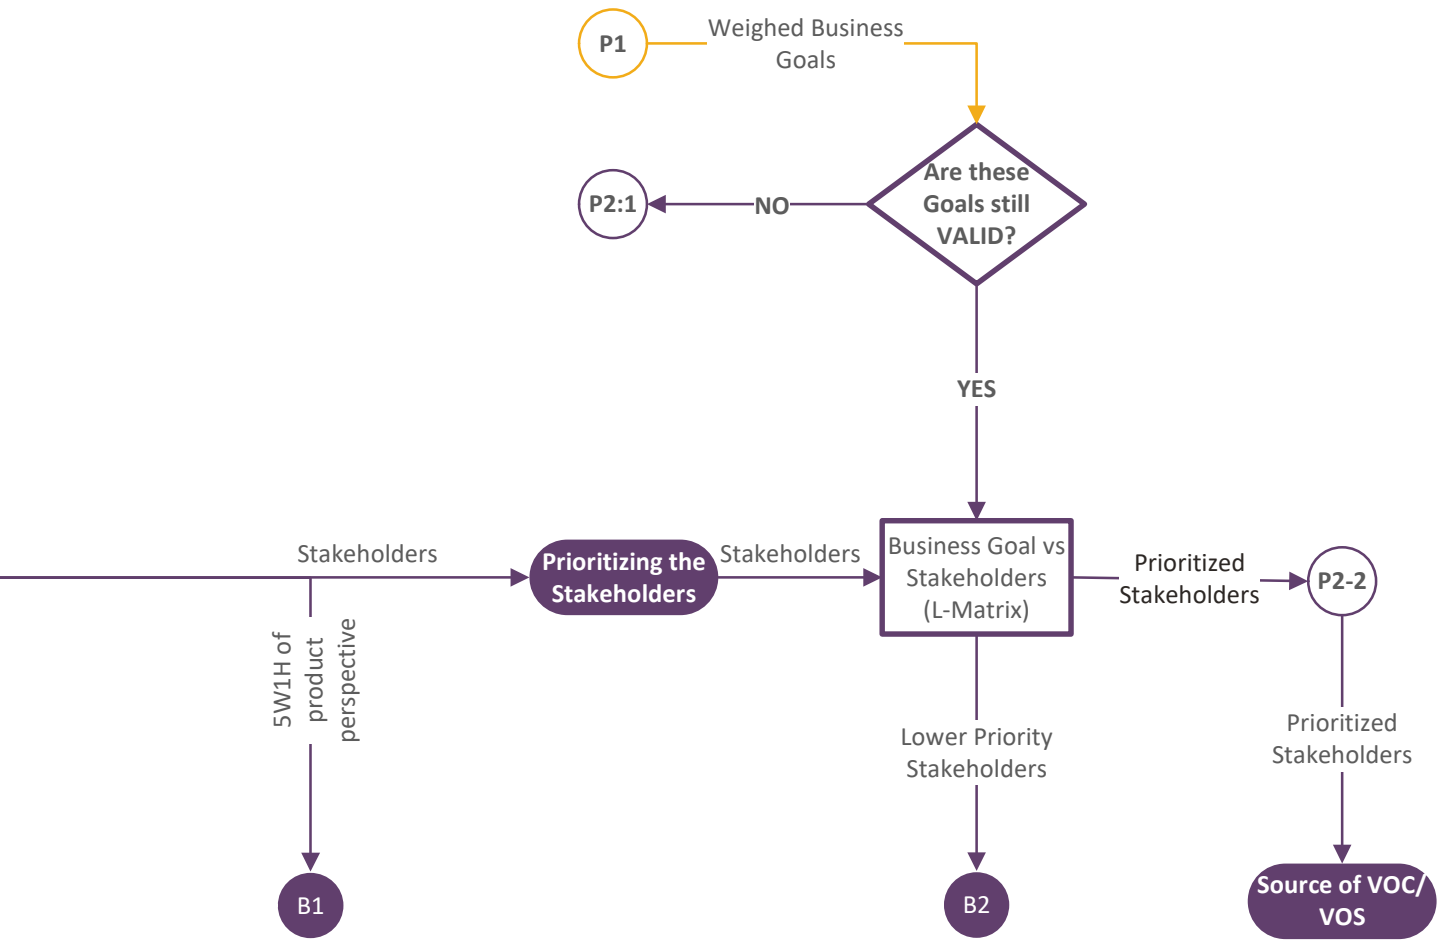 P1
Weighed Business
Goals
Are these
Goals still
VALID?
P2:1
NO
YES
Stakeholders
Prioritizing the
Stakeholders
Stakeholders
Business Goal vs
Stakeholders
(L-Matrix)
Prioritized
Stakeholders
P2-2
5W1H of
product
perspective
Lower Priority
Stakeholders
Prioritized
Stakeholders
B1
B2
Source of VOC/
VOS